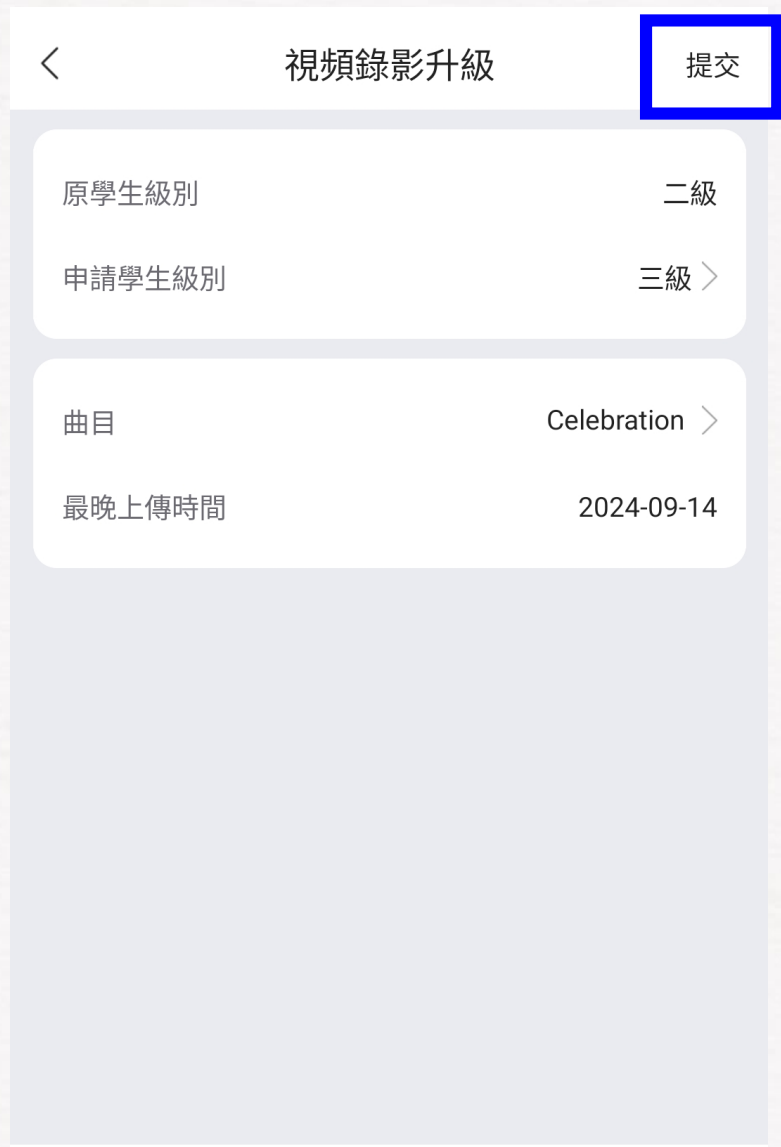 視頻錄影升級 提交
原學生級別 二級
申請學生級別 三級
曲目 Celebration
最晚上傳時間 2024-09-14